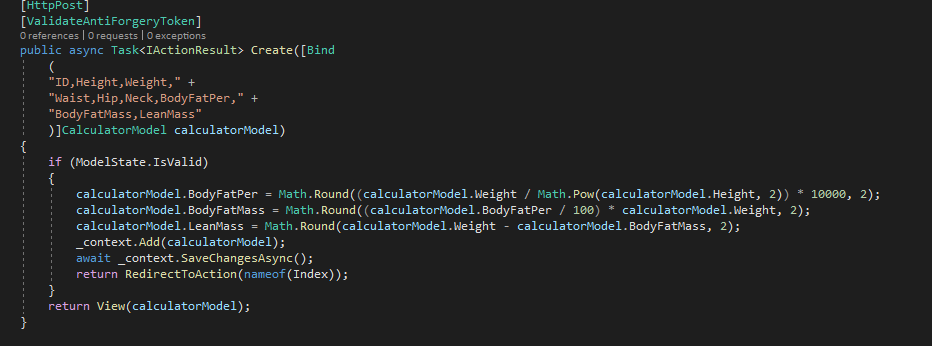 [HttpPost]
[ValidateAntiForgeryToken]
0 references | 0 requests | 0 exceptions
public async Task<IActionResult> Create([Bind
(
"ID,Height,Weight," +
"Waist,Hip,Neck,BodyFatPer," +
"BodyFatMass,LeanMass"
)]CalculatorModel calculatorModel)
{
if (ModelState.IsValid)
{
calculatorModel.BodyFatPer = Math.Round((calculatorModel.Weight / Math.Pow(calculatorModel.Height, 2)) * 10000, 2);
calculatorModel.BodyFatMass = Math.Round((calculatorModel.BodyFatPer / 100) * calculatorModel.Weight, 2);
calculatorModel.LeanMass = Math.Round(calculatorModel.Weight - calculatorModel.BodyFatMass, 2);
_context.Add(calculatorModel);
await _context.SaveChangesAsync();
return RedirectToAction(nameof(Index));
}
return View(calculatorModel);
}